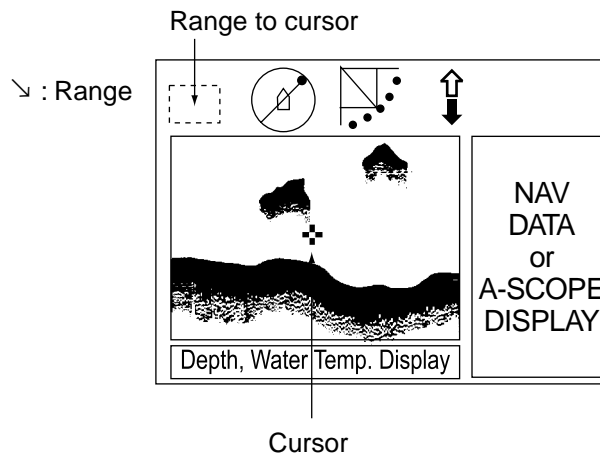 Range to cursor
↘ : Range
NAV
DATA
or
A-SCOPE
DISPLAY
Depth, Water Temp. Display
Cursor